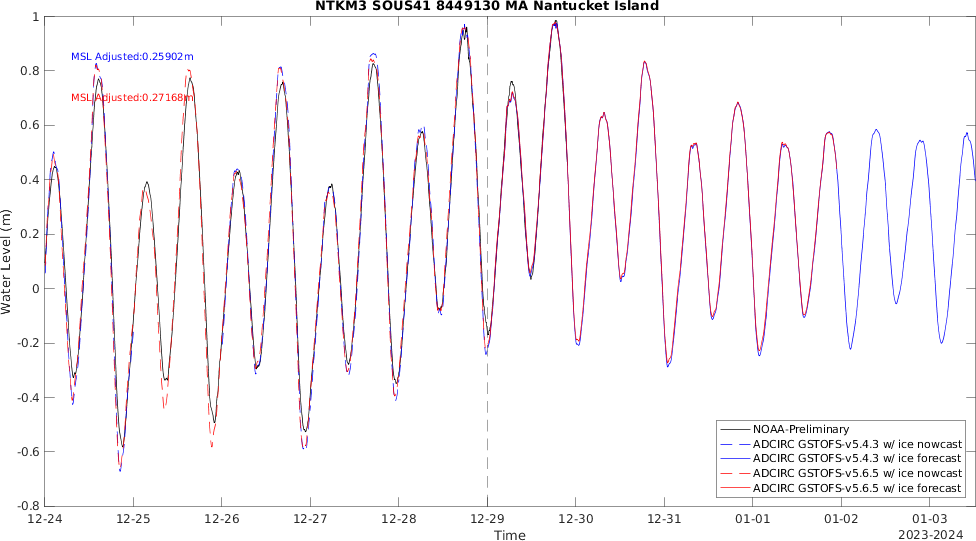 NTKM3 SOUS41 8449130 MA Nantucket Island
1
0.8
0.6
0.4
0.2
0
-0.2
-0.4
-0.6
-0.8
Water Level (m)
MSL Adjusted:0.25902m
MSL Adjusted:0.27168m
NOAA-Preliminary
ADCIRC GSTOFS-v5.4.3 w/ ice nowcast
ADCIRC GSTOFS-v5.4.3 w/ ice forecast
ADCIRC GSTOFS-v5.6.5 w/ ice nowcast
ADCIRC GSTOFS-v5.6.5 w/ ice forecast
12-24 12-25 12-26 12-27 12-28 12-29 12-30 12-31 01-01 01-02 01-03
Time
2023-2024